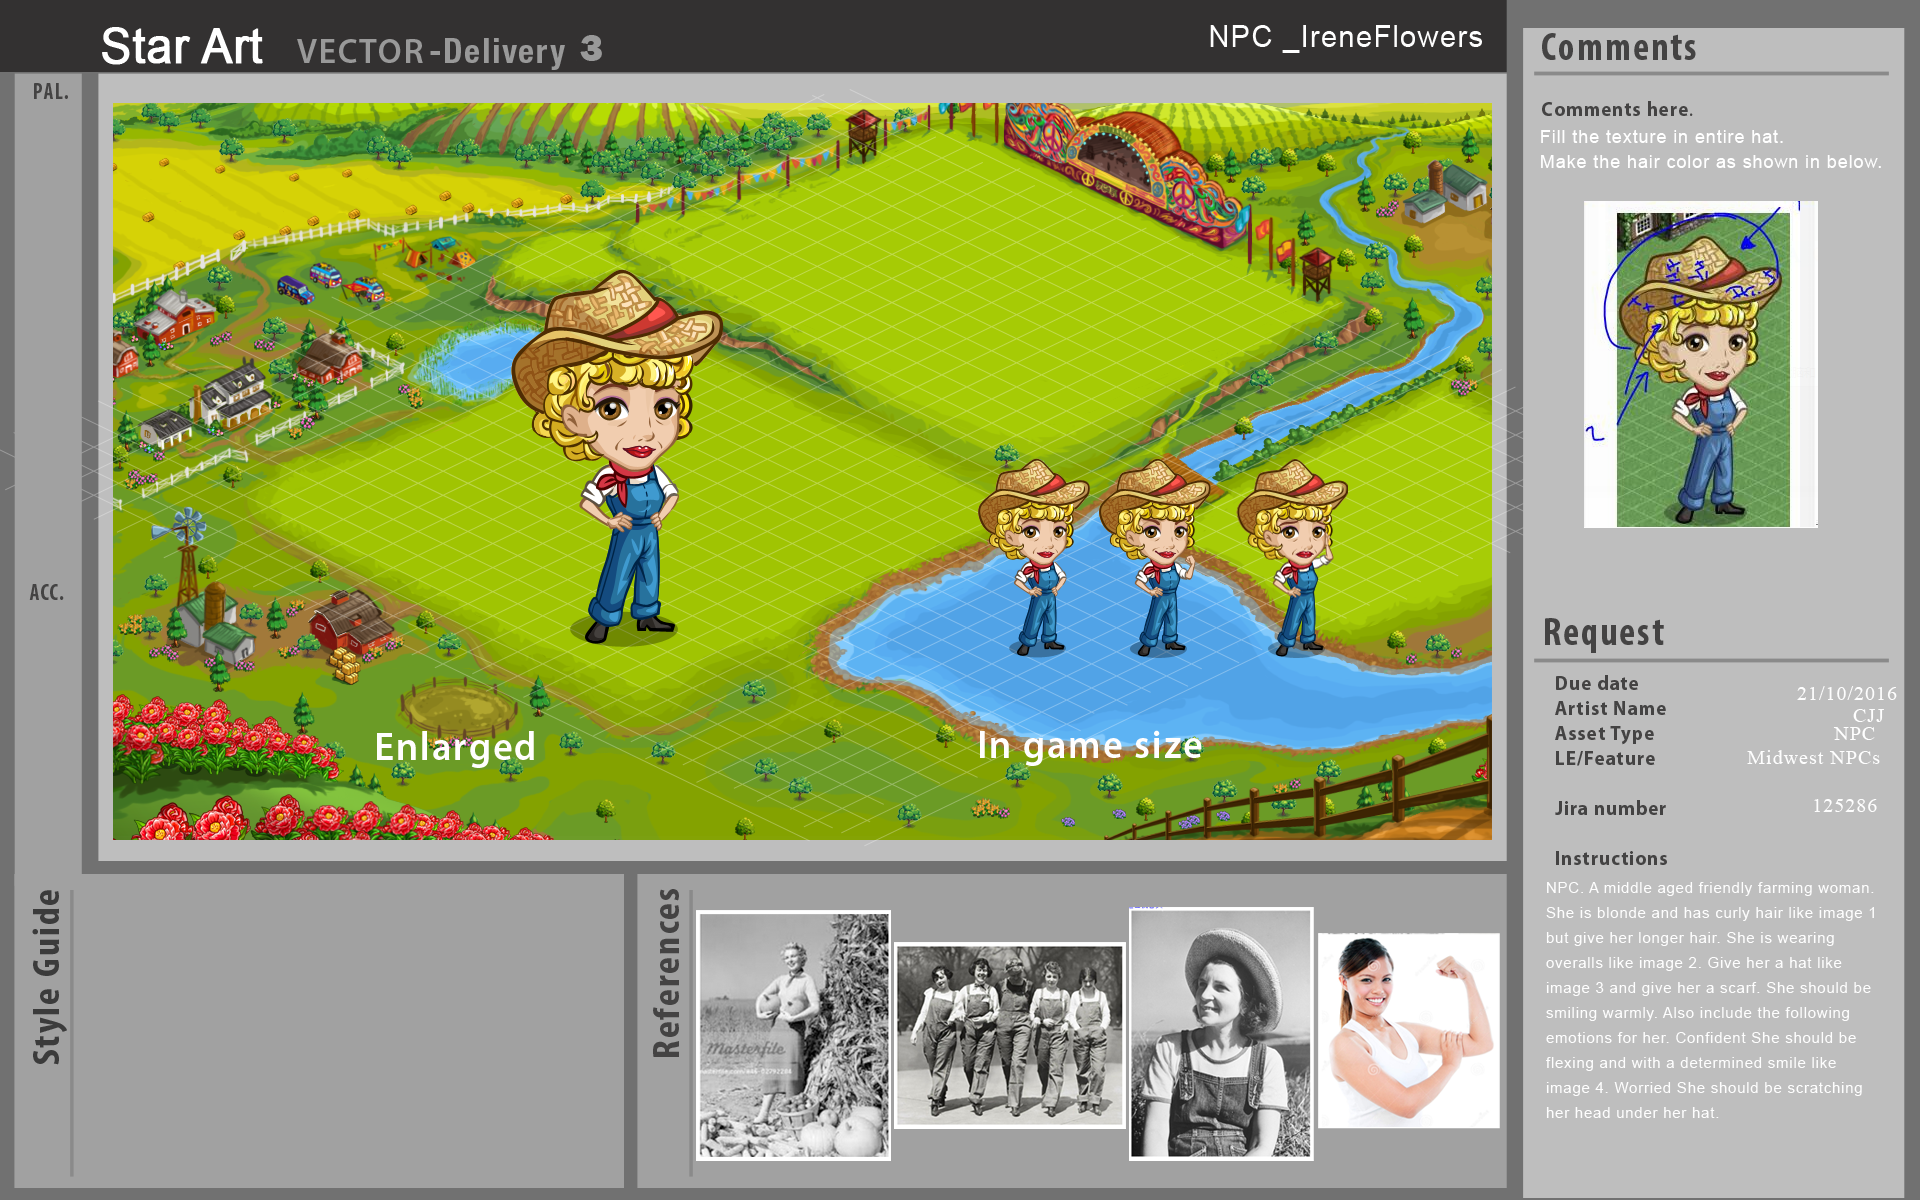 Star Art VECTOR-Delivery 3
NPC _IreneFlowers
PAL.
ACC.
Enlarged
In game size
Style Guide
References
Masterfile
Comments
Comments here.
Fill the texture in entire hat.
Make the hair color as shown in below.
2
Request
Due date 21/10/2016
Artist Name CJJ
Asset Type NPC
LE/Feature Midwest NPCs
Jira number 125286
Instructions
NPC. A middle aged friendly farming woman.
She is blonde and has curly hair like image 1
but give her longer hair. She is wearing
overalls like image 2. Give her a hat like
image 3 and give her a scarf. She should be
smiling warmly. Also include the following
emotions for her. Confident She should be
flexing and with a determined smile like
image 4. Worried She should be scratching
her head under her hat.